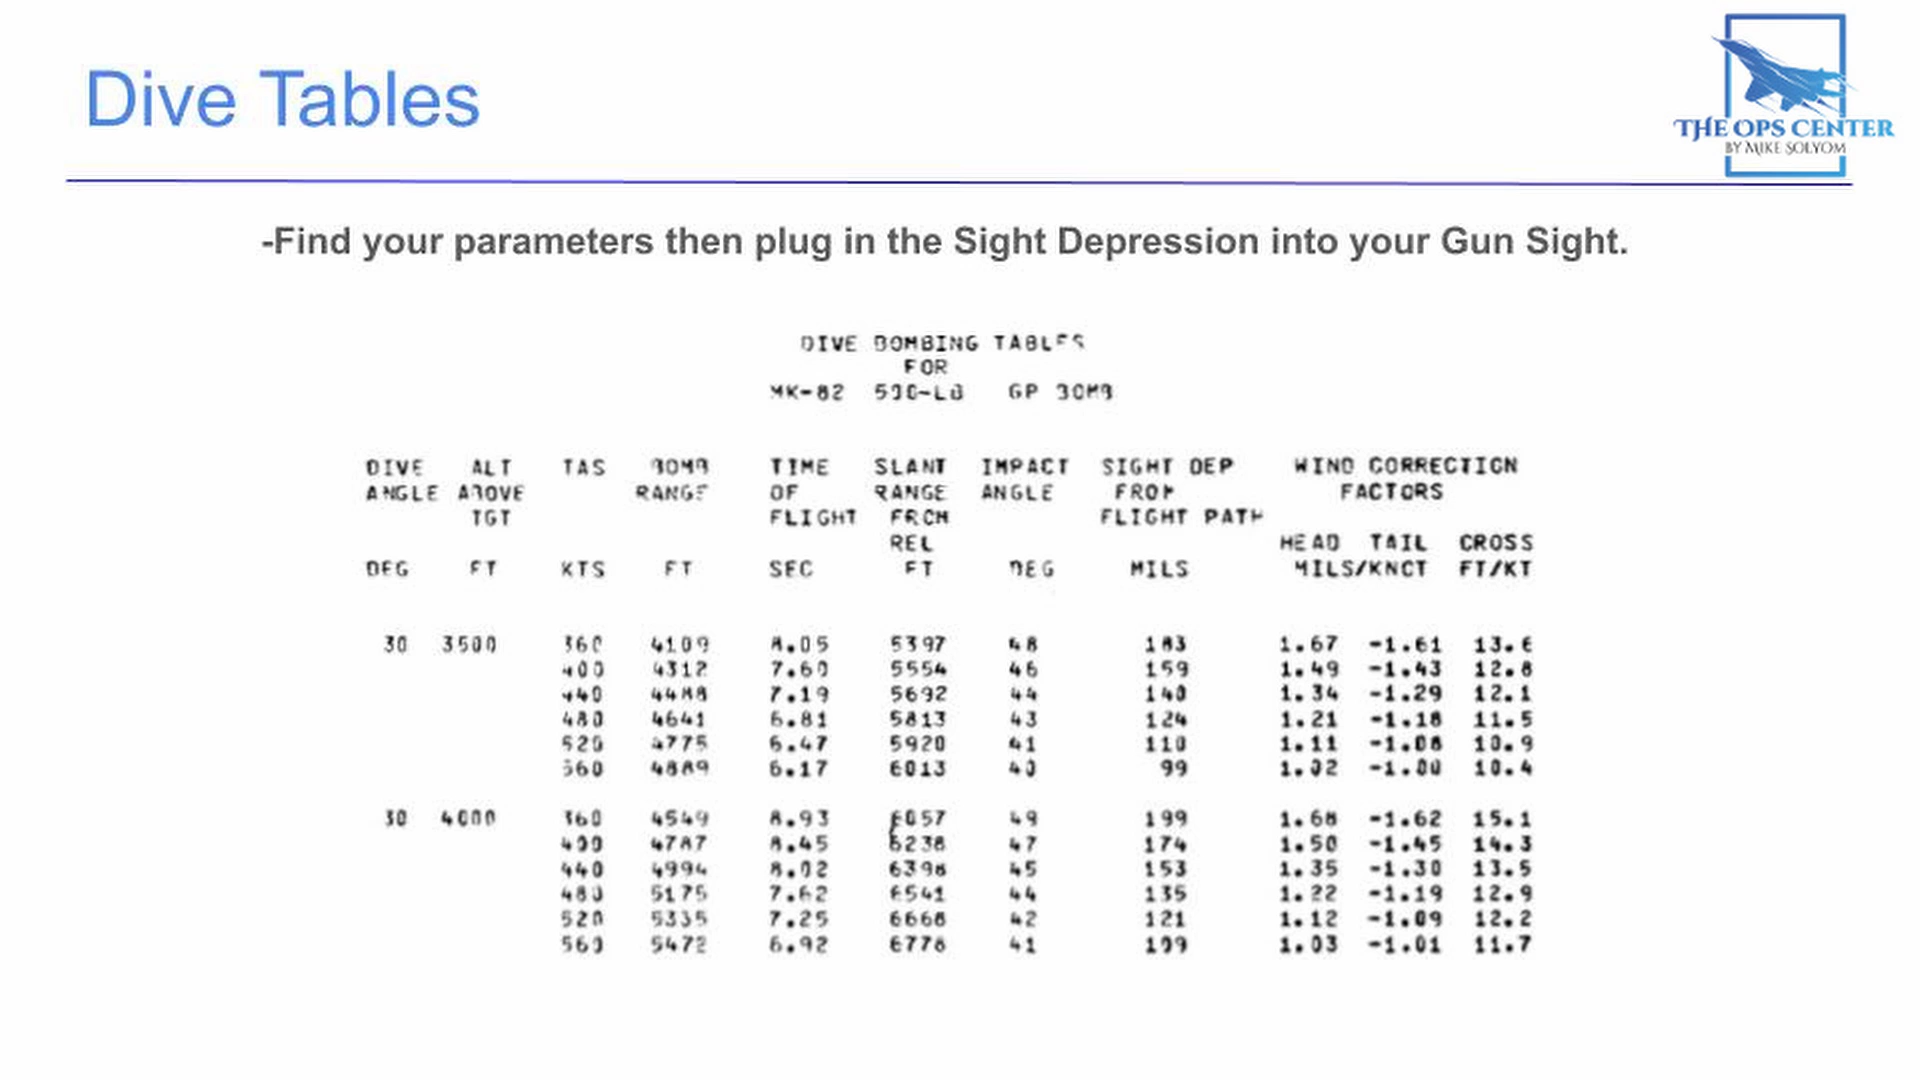 Dive Tables
THE OPS CENTER
BY MIKE SOLYOM
-Find your parameters then plug in the Sight Depression into your Gun Sight.
DIVE BOMBING TABLES
FOR
MK-82 500-LB GP BOMB
DIVE ALT TAS BOMB TIME SLANT IMPACT SIGHT DEP WIND CORRECTION
ANGLE ABOVE RANGE OF RANGE ANGLE FROM FACTORS
TGT FLIGHT FROM FLIGHT PATH
REL HEAD TAIL CROSS
DEG FT KTS FT SEC FT DEG MILS MILS/KNOT FT/KT
30 3500 360 4109 8.05 5397 48 183 1.67 -1.61 13.6
400 4312 7.60 5554 46 159 1.49 -1.43 12.8
440 4488 7.19 5692 44 140 1.34 -1.29 12.1
480 4641 6.81 5813 43 124 1.21 -1.18 11.5
520 4775 6.47 5920 41 110 1.11 -1.08 10.9
560 4889 6.17 6013 40 99 1.02 -1.00 10.4
30 4000 360 4549 8.93 6057 49 199 1.68 -1.62 15.1
400 4787 8.45 6238 47 174 1.50 -1.45 14.3
440 4994 8.02 6398 45 153 1.35 -1.30 13.5
480 5175 7.62 6541 44 135 1.22 -1.19 12.9
520 5335 7.25 6668 42 121 1.12 -1.09 12.2
560 5472 6.92 6778 41 109 1.03 -1.01 11.7